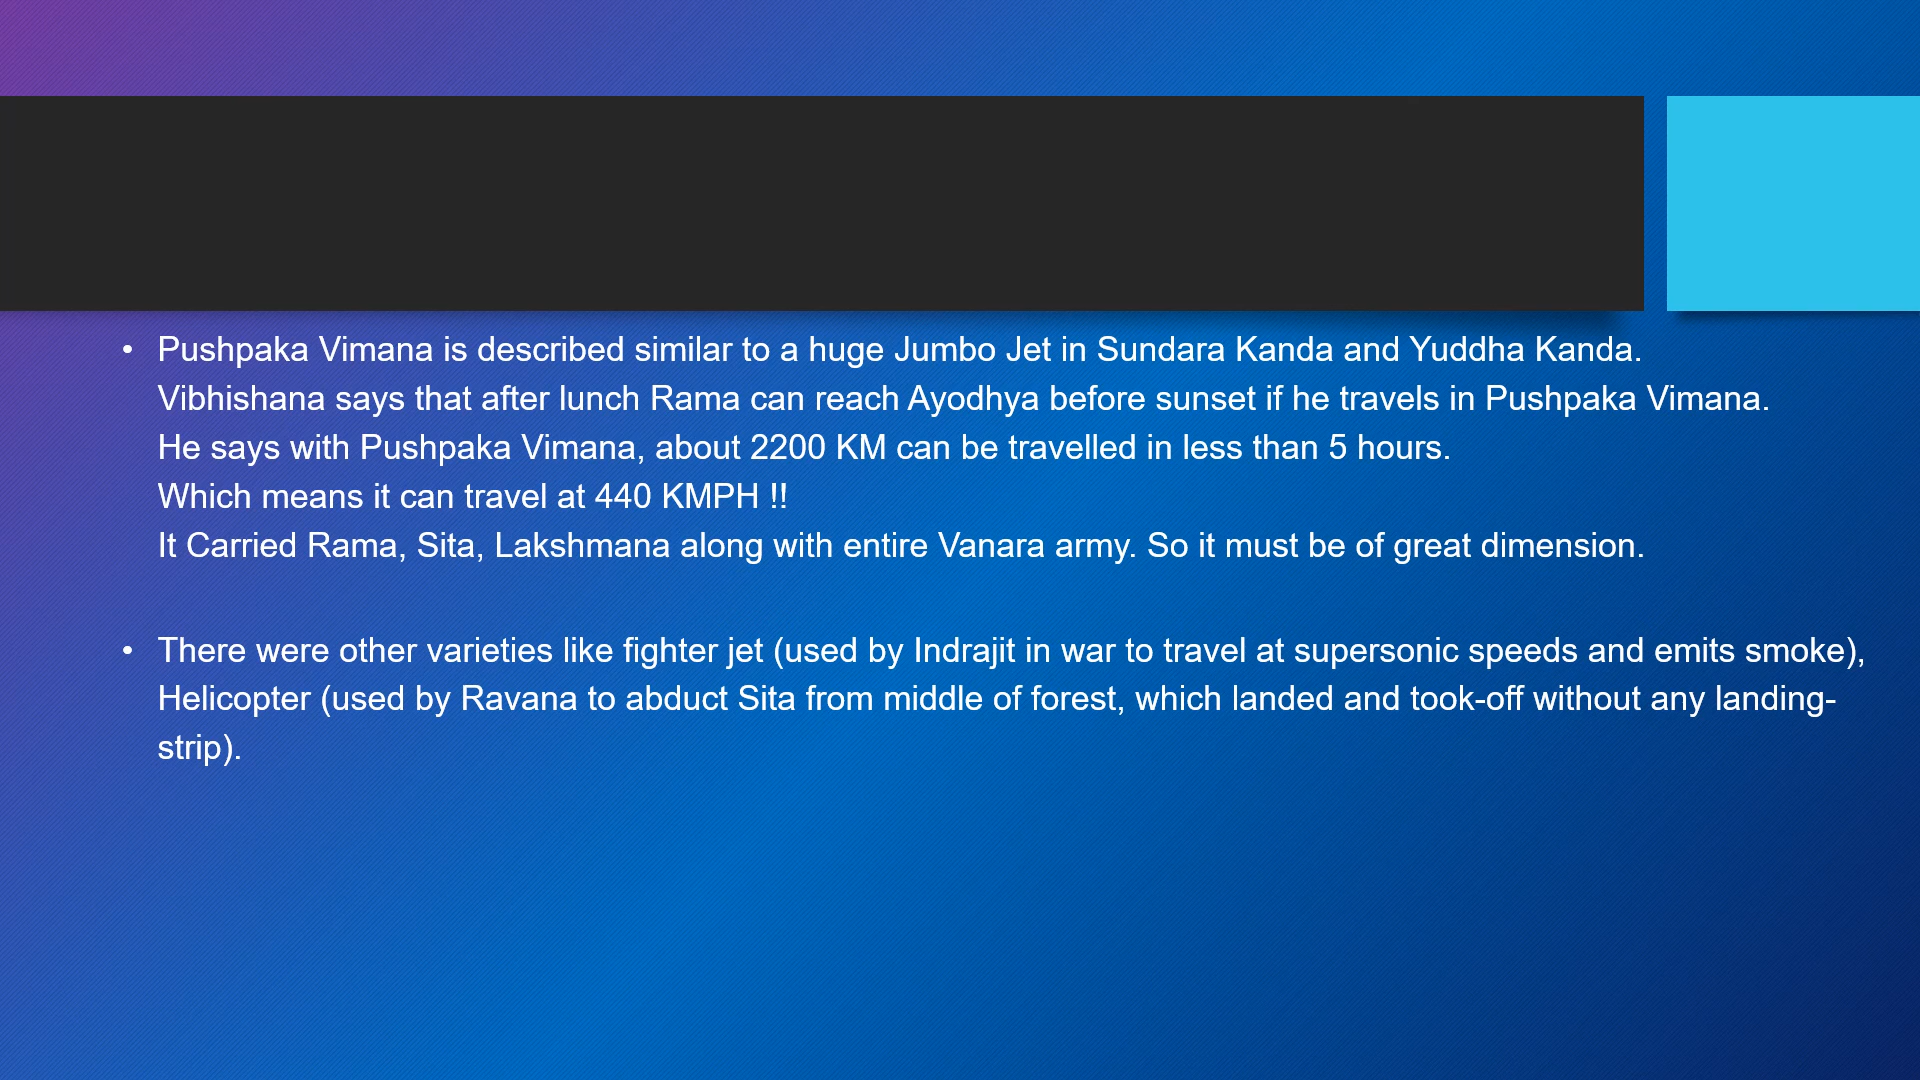 • Pushpaka Vimana is described similar to a huge Jumbo Jet in Sundara Kanda and Yuddha Kanda.
Vibhishana says that after lunch Rama can reach Ayodhya before sunset if he travels in Pushpaka Vimana.
He says with Pushpaka Vimana, about 2200 KM can be travelled in less than 5 hours.
Which means it can travel at 440 KMPH !!
It Carried Rama, Sita, Lakshmana along with entire Vanara army. So it must be of great dimension.
• There were other varieties like fighter jet (used by Indrajit in war to travel at supersonic speeds and emits smoke),
Helicopter (used by Ravana to abduct Sita from middle of forest, which landed and took-off without any landing-
strip).